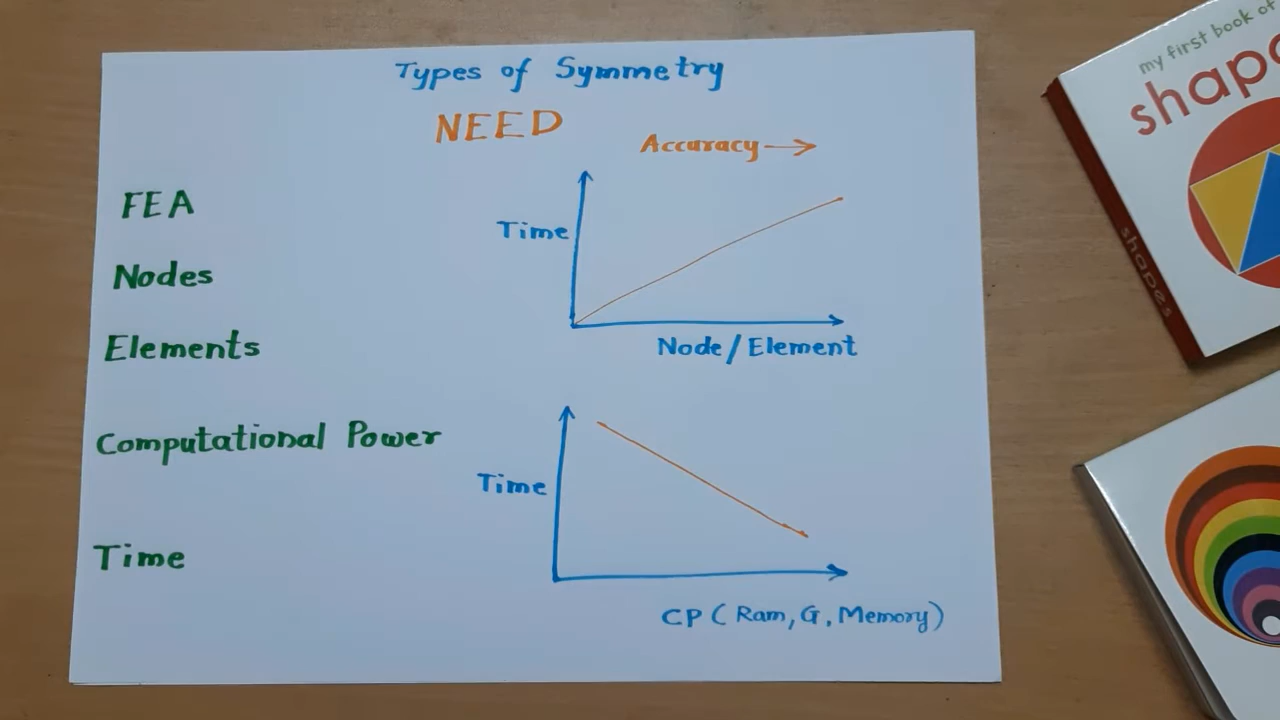 Types of Symmetry
NEED
Accuracy →
FEA
Nodes
Elements
Computational Power
Time
Time
Node/Element
Time
CP (Ram, G, Memory)
my first book of
shapes